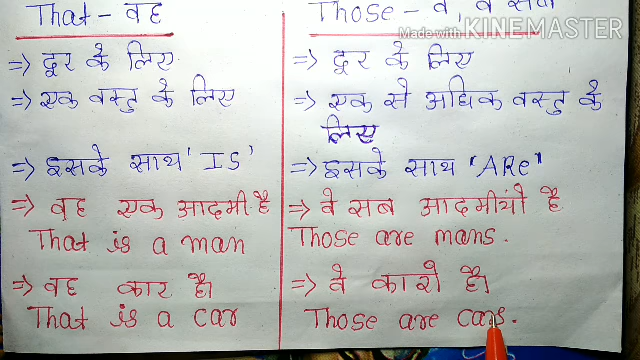 That - वह
Those - वे, वे सब
Made with KINEMASTER
⇒ दूर के लिए
⇒ एक वस्तु के लिए
⇒ इसके साथ 'IS'
⇒ वह एक आदमी है
That is a man
⇒ वह कार है।
That is a car
⇒ दूर के लिए
⇒ एक से अधिक वस्तु के
लिए
⇒ इसके साथ "ARe"
⇒ वे सब आदमीयों है
Those are mans.
⇒ वे कारो है।
Those are cars.